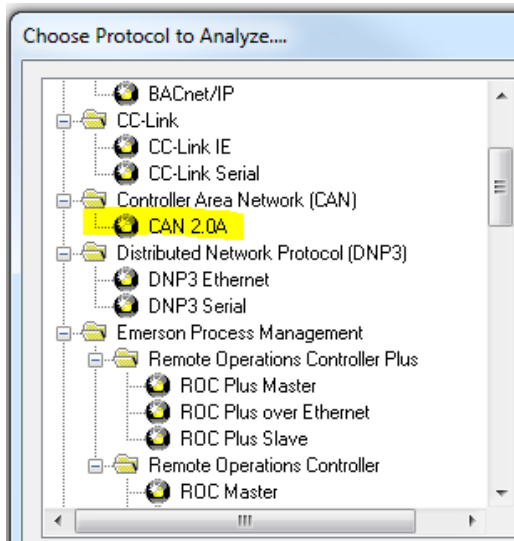 Choose Protocol to Analyze....
BACnet/IP
CC-Link
CC-Link IE
CC-Link Serial
Controller Area Network (CAN)
CAN 2.0A
Distributed Network Protocol (DNP3)
DNP3 Ethernet
DNP3 Serial
Emerson Process Management
Remote Operations Controller Plus
ROC Plus Master
ROC Plus over Ethernet
ROC Plus Slave
Remote Operations Controller
ROC Master